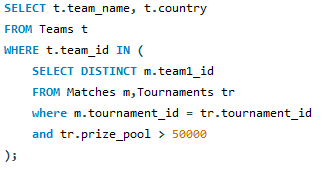 SELECT t.team_name, t.country
FROM Teams t
WHERE t.team_id IN (
    SELECT DISTINCT m.team1_id
    FROM Matches m,Tournaments tr
    where m.tournament_id = tr.tournament_id
    and tr.prize_pool > 50000
);